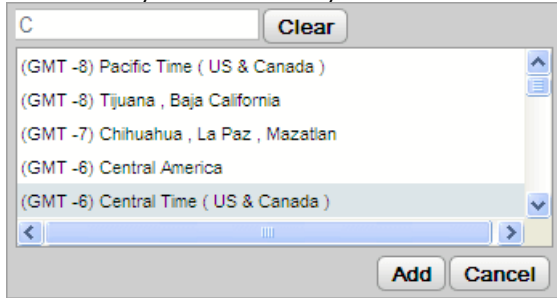 C
Clear
(GMT -8) Pacific Time ( US & Canada )
(GMT -8) Tijuana , Baja California
(GMT -7) Chihuahua , La Paz , Mazatlan
(GMT -6) Central America
(GMT -6) Central Time ( US & Canada )
Add
Cancel